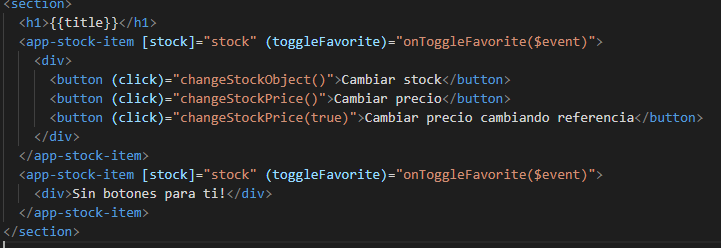 <section>
<h1>{{title}}</h1>
<app-stock-item [stock]="stock" (toggleFavorite)="onToggleFavorite($event)">
<div>
<button (click)="changeStockObject()">Cambiar stock</button>
<button (click)="changeStockPrice()">Cambiar precio</button>
<button (click)="changeStockPrice(true)">Cambiar precio cambiando referencia</button>
</div>
</app-stock-item>
<app-stock-item [stock]="stock" (toggleFavorite)="onToggleFavorite($event)">
<div>Sin botones para ti!</div>
</app-stock-item>
</section>